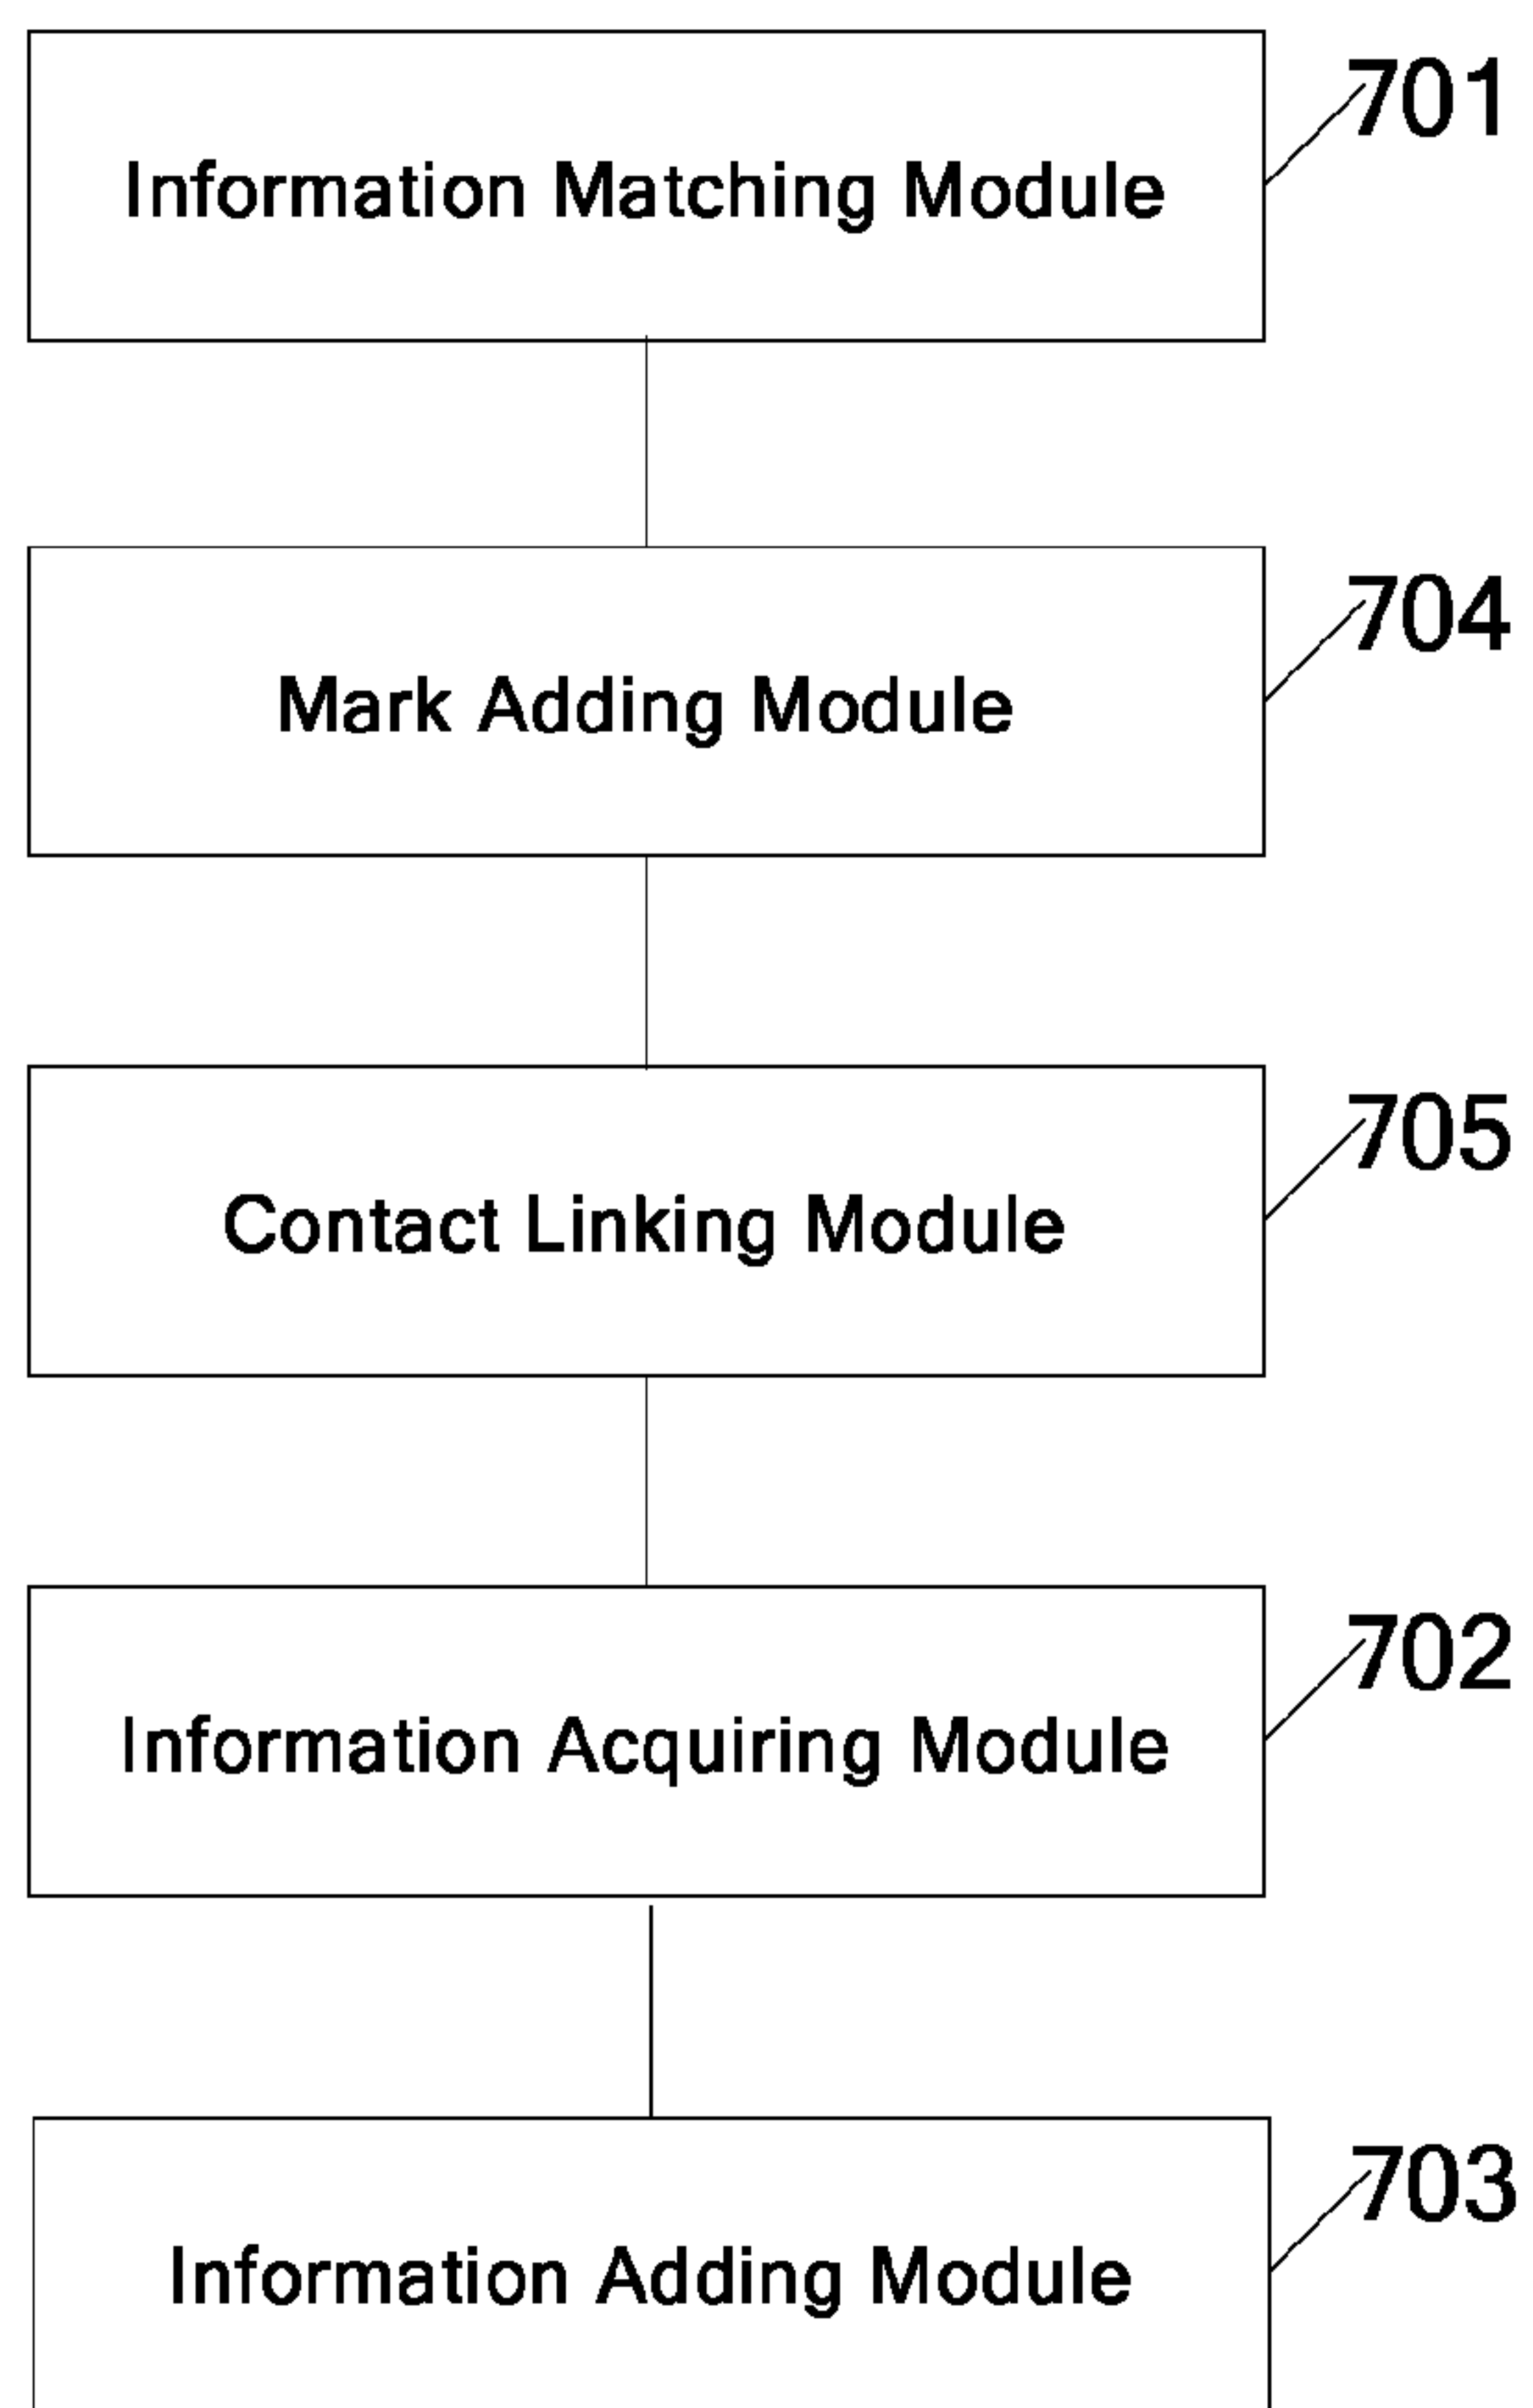 701
Information Matching Module
704
Mark Adding Module
705
Contact Linking Module
702
Information Acquiring Module
703
Information Adding Module